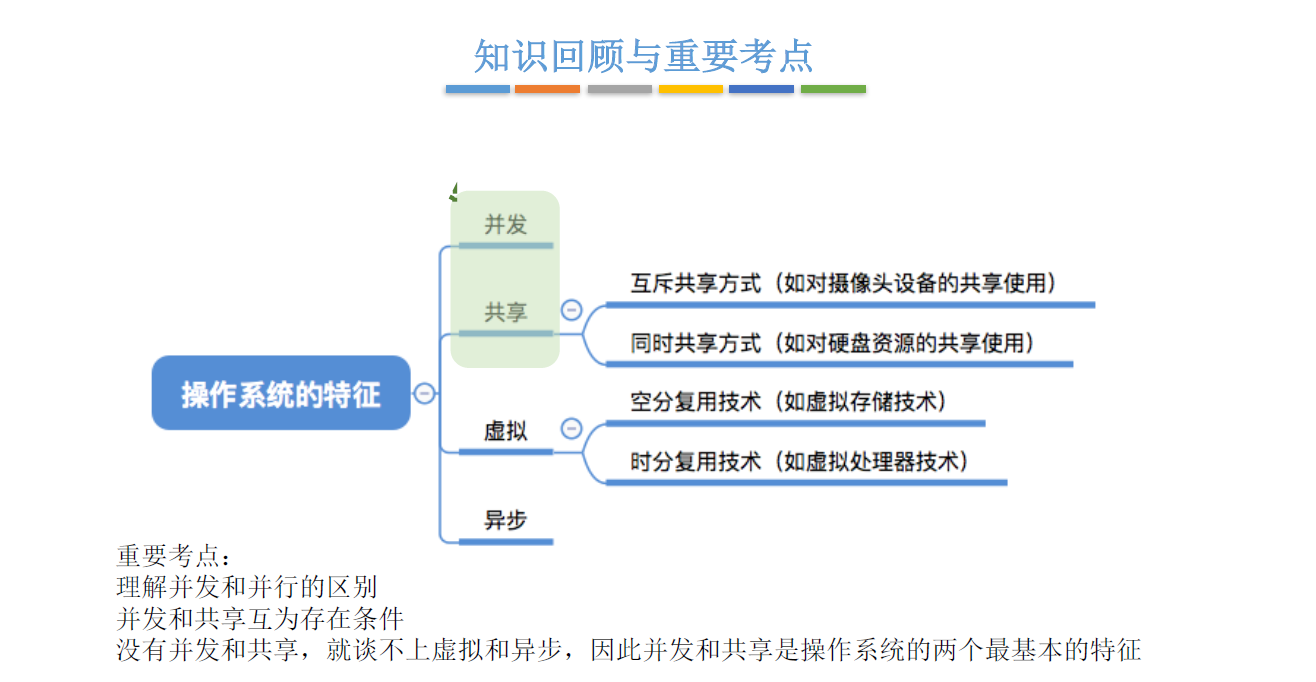 知识回顾与重要考点
并发
共享
互斥共享方式（如对摄像头设备的共享使用）
同时共享方式（如对硬盘资源的共享使用）
操作系统的特征
虚拟
空分复用技术（如虚拟存储技术）
时分复用技术（如虚拟处理器技术）
异步
重要考点：
理解并发和并行的区别
并发和共享互为存在条件
没有并发和共享，就谈不上虚拟和异步，因此并发和共享是操作系统的两个最基本的特征